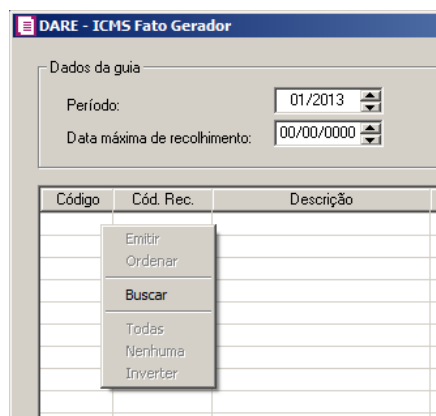 DARE - ICMS Fato Gerador
Dados da guia
Período: 01/2013
Data máxima de recolhimento: 00/00/0000
Código Cód. Rec. Descrição
Emitir
Ordenar
Buscar
Todas
Nenhuma
Inverter